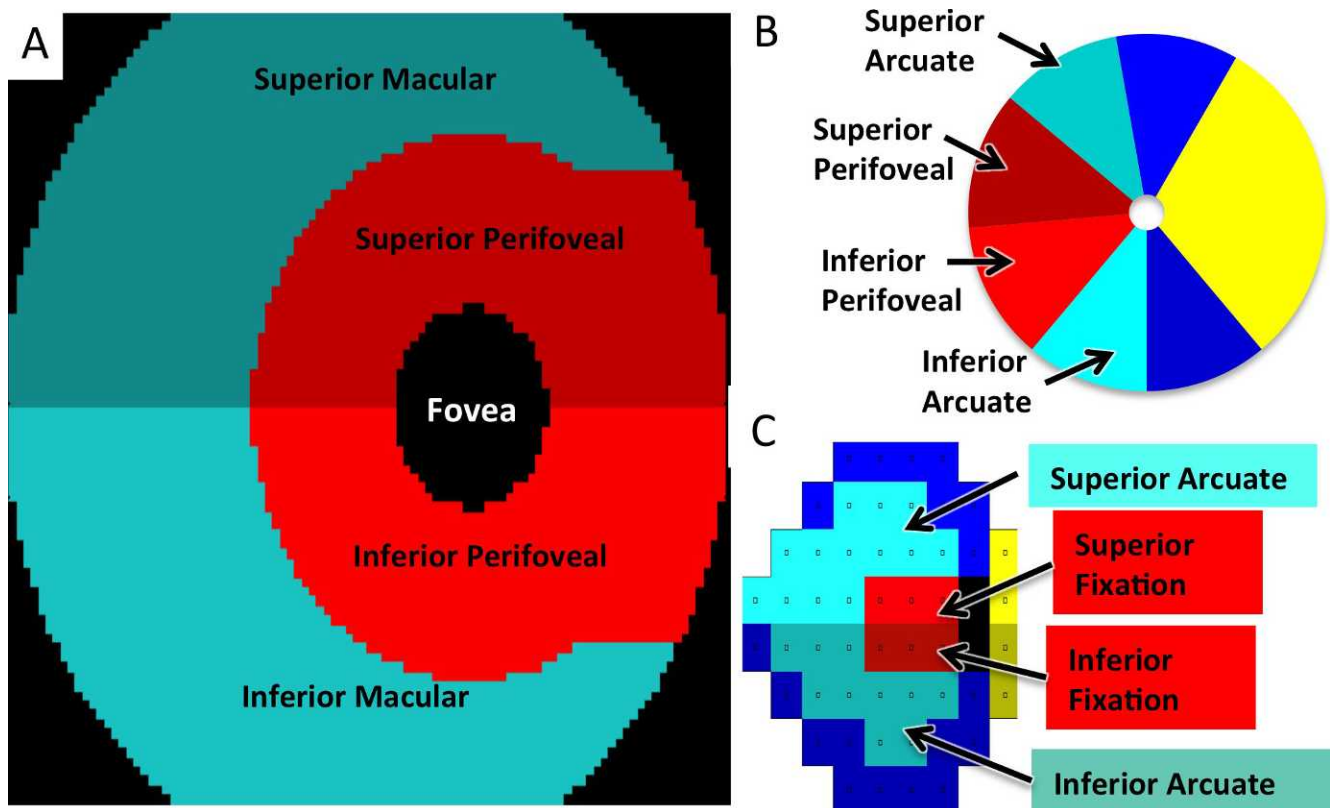 A
Superior Macular
Superior Perifoveal
Fovea
Inferior Perifoveal
Inferior Macular
B
Superior
Arcuate
Superior
Perifoveal
Inferior
Perifoveal
Inferior
Arcuate
C
Superior Arcuate
Superior
Fixation
Inferior
Fixation
Inferior Arcuate